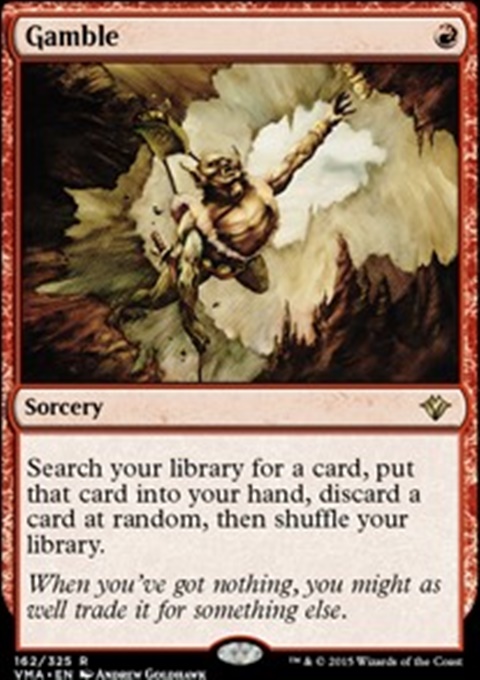 Gamble
Sorcery
Search your library for a card, put
that card into your hand, discard a
card at random, then shuffle your
library.
When you've got nothing, you might as
well trade it for something else.
162/325 R
VMA • EN Andrew Goldhawk
™ & © 2015 Wizards of the Coast